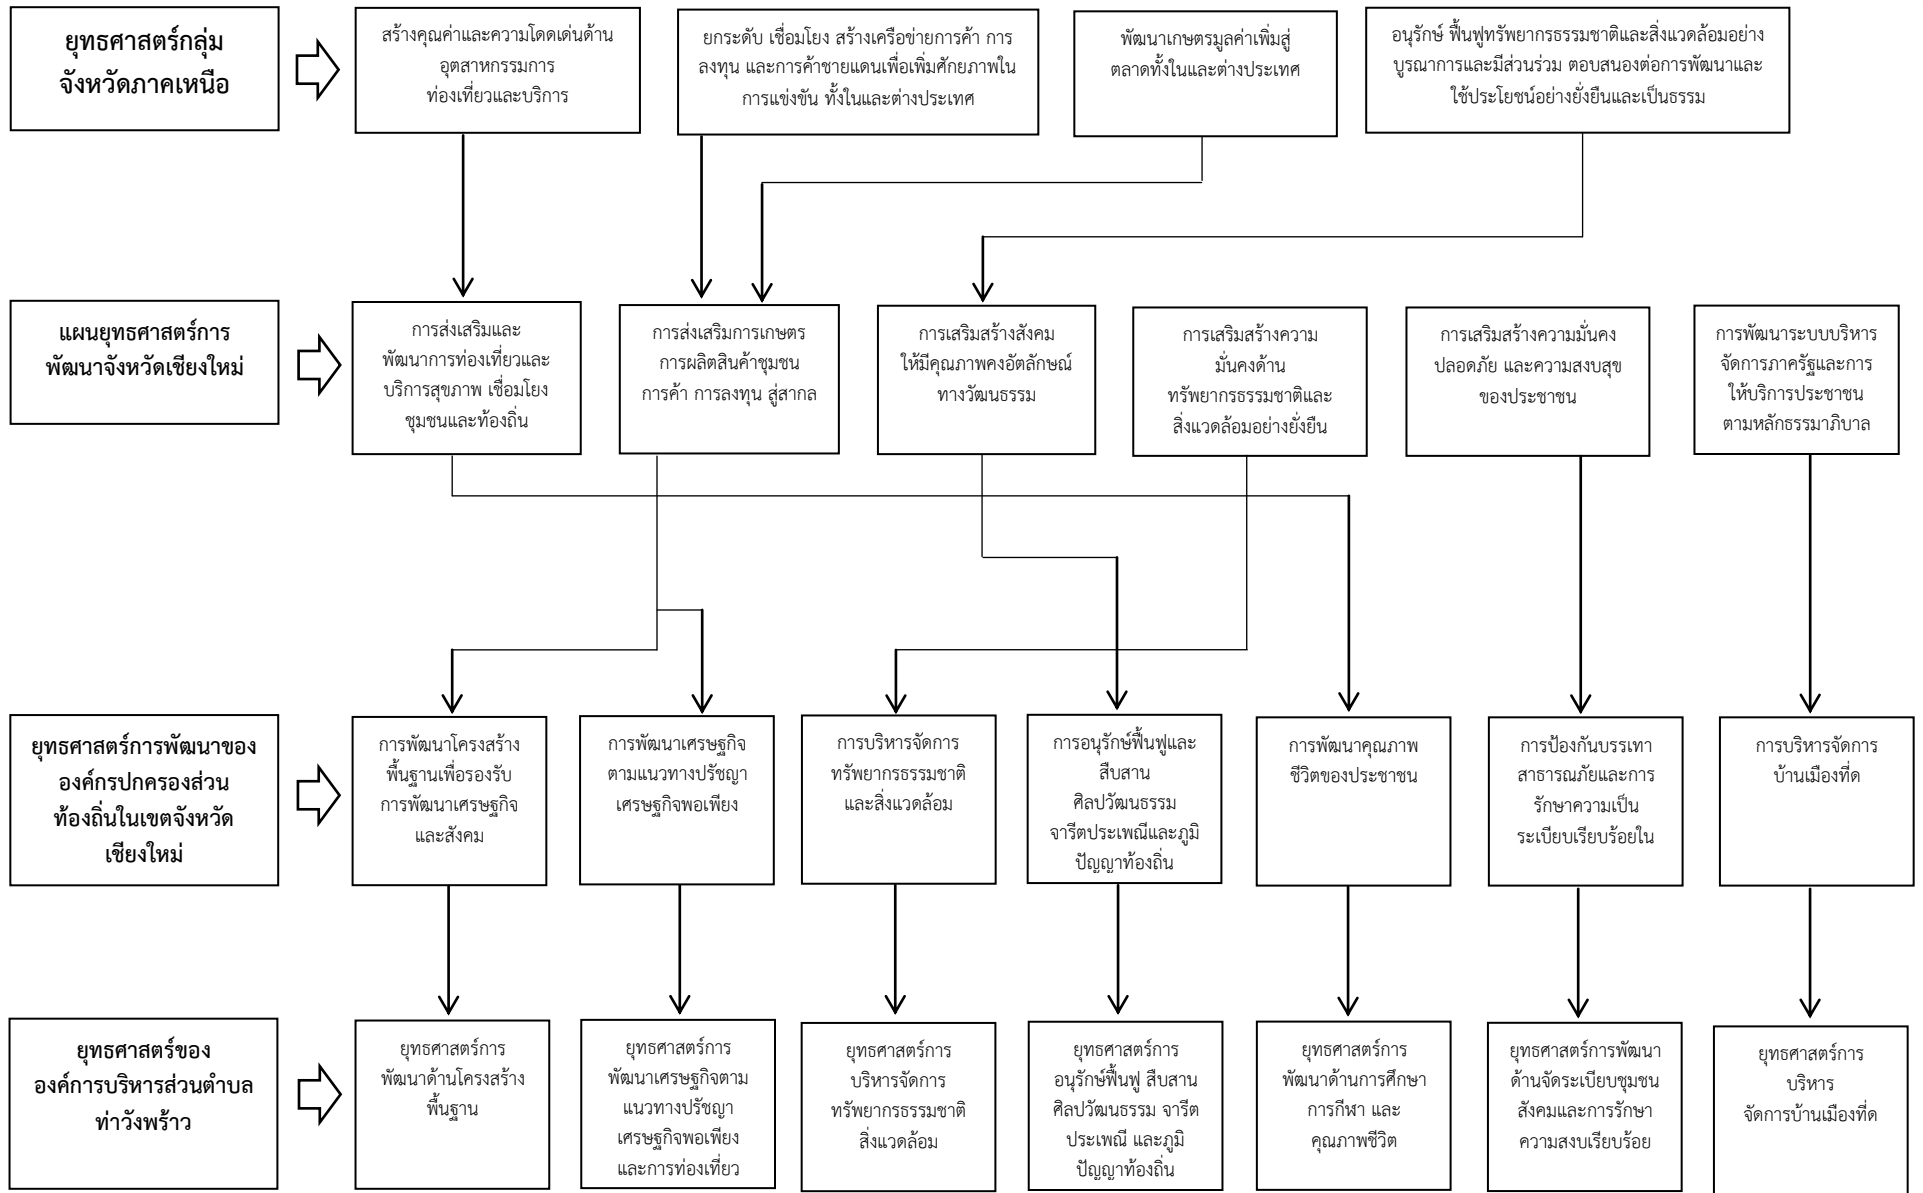 ยุทธศาสตร์กลุ่ม
จังหวัดภาคเหนือ
สร้างคุณค่าและความโดดเด่นด้าน
อุตสาหกรรมการ
ท่องเที่ยวและบริการ
ยกระดับ เชื่อมโยง สร้างเครือข่ายการค้า การ
ลงทุน และการค้าชายแดนเพื่อเพิ่มศักยภาพใน
การแข่งขัน ทั้งในและต่างประเทศ
พัฒนาเกษตรมูลค่าเพิ่มสู่
ตลาดทั้งในและต่างประเทศ
อนุรักษ์ ฟื้นฟูทรัพยากรธรรมชาติและสิ่งแวดล้อมอย่าง
บูรณาการและมีส่วนร่วม ตอบสนองต่อการพัฒนาและ
ใช้ประโยชน์อย่างยั่งยืนและเป็นธรรม
แผนยุทธศาสตร์การ
พัฒนาจังหวัดเชียงใหม่
การส่งเสริมและ
พัฒนาการท่องเที่ยวและ
บริการสุขภาพ เชื่อมโยง
ชุมชนและท้องถิ่น
การส่งเสริมการเกษตร
การผลิตสินค้าชุมชน
การค้า การลงทุน สู่สากล
การเสริมสร้างสังคม
ให้มีคุณภาพคงอัตลักษณ์
ทางวัฒนธรรม
การเสริมสร้างความ
มั่นคงด้าน
ทรัพยากรธรรมชาติและ
สิ่งแวดล้อมอย่างยั่งยืน
การเสริมสร้างความมั่นคง
ปลอดภัย และความสงบสุข
ของประชาชน
การพัฒนาระบบบริหาร
จัดการภาครัฐและการ
ให้บริการประชาชน
ตามหลักธรรมาภิบาล
ยุทธศาสตร์การพัฒนาของ
องค์กรปกครองส่วน
ท้องถิ่นในเขตจังหวัด
เชียงใหม่
การพัฒนาโครงสร้าง
พื้นฐานเพื่อรองรับ
การพัฒนาเศรษฐกิจ
และสังคม
การพัฒนาเศรษฐกิจ
ตามแนวทางปรัชญา
เศรษฐกิจพอเพียง
การบริหารจัดการ
ทรัพยากรธรรมชาติ
และสิ่งแวดล้อม
การอนุรักษ์ฟื้นฟูและ
สืบสาน
ศิลปวัฒนธรรม
จารีตประเพณีและภูมิ
ปัญญาท้องถิ่น
การพัฒนาคุณภาพ
ชีวิตของประชาชน
การป้องกันบรรเทา
สาธารณภัยและการ
รักษาความเป็น
ระเบียบเรียบร้อยใน
การบริหารจัดการ
บ้านเมืองที่ด
ยุทธศาสตร์ของ
องค์การบริหารส่วนตำบล
ท่าวังพร้าว
ยุทธศาสตร์การ
พัฒนาด้านโครงสร้าง
พื้นฐาน
ยุทธศาสตร์การ
พัฒนาเศรษฐกิจตาม
แนวทางปรัชญา
เศรษฐกิจพอเพียง
และการท่องเที่ยว
ยุทธศาสตร์การ
บริหารจัดการ
ทรัพยากรธรรมชาติ
สิ่งแวดล้อม
ยุทธศาสตร์การ
อนุรักษ์ฟื้นฟู สืบสาน
ศิลปวัฒนธรรม จารีต
ประเพณี และภูมิ
ปัญญาท้องถิ่น
ยุทธศาสตร์การ
พัฒนาด้านการศึกษา
การกีฬา และ
คุณภาพชีวิต
ยุทธศาสตร์การพัฒนา
ด้านจัดระเบียบชุมชน
สังคมและการรักษา
ความสงบเรียบร้อย
ยุทธศาสตร์การ
บริหาร
จัดการบ้านเมืองที่ด